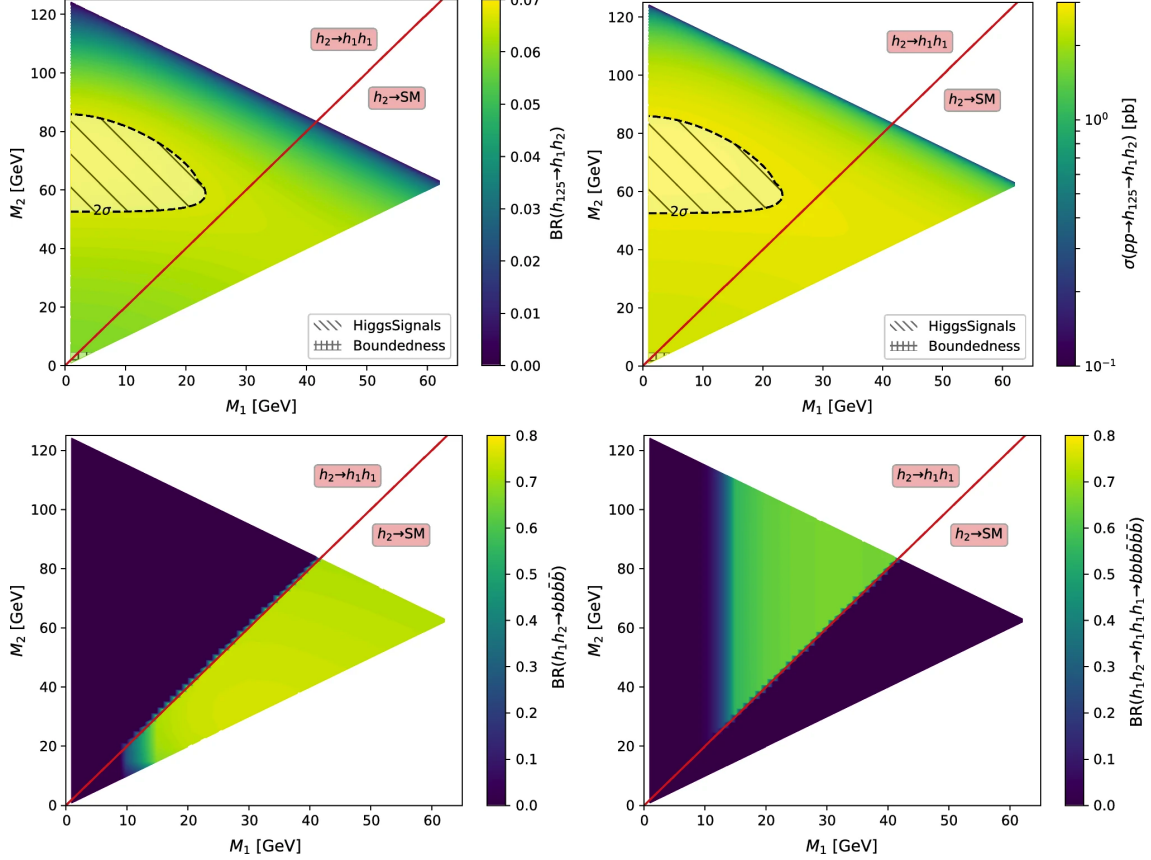 120
100
80
60
40
20
0
M₂ [GeV]
h₂→h₁h₁
h₂→SM
2σ
HiggsSignals
Boundedness
0 10 20 30 40 50 60
M₁ [GeV]
0.07
0.06
0.05
0.04
0.03
0.02
0.01
0.00
BR(h₁₂₅→h₁h₂)
120
100
80
60
40
20
0
M₂ [GeV]
h₂→h₁h₁
h₂→SM
2σ
HiggsSignals
Boundedness
0 10 20 30 40 50 60
M₁ [GeV]
10⁰
10⁻¹
σ(pp→h₁₂₅→h₁h₂) [pb]
120
100
80
60
40
20
0
M₂ [GeV]
h₂→h₁h₁
h₂→SM
0 10 20 30 40 50 60
M₁ [GeV]
0.8
0.7
0.6
0.5
0.4
0.3
0.2
0.1
0.0
BR(h₁h₂→bb̄bb̄)
120
100
80
60
40
20
0
M₂ [GeV]
h₂→h₁h₁
h₂→SM
0 10 20 30 40 50 60
M₁ [GeV]
0.8
0.7
0.6
0.5
0.4
0.3
0.2
0.1
0.0
BR(h₁h₂→h₁h₁h₁→bb̄bb̄bb̄)